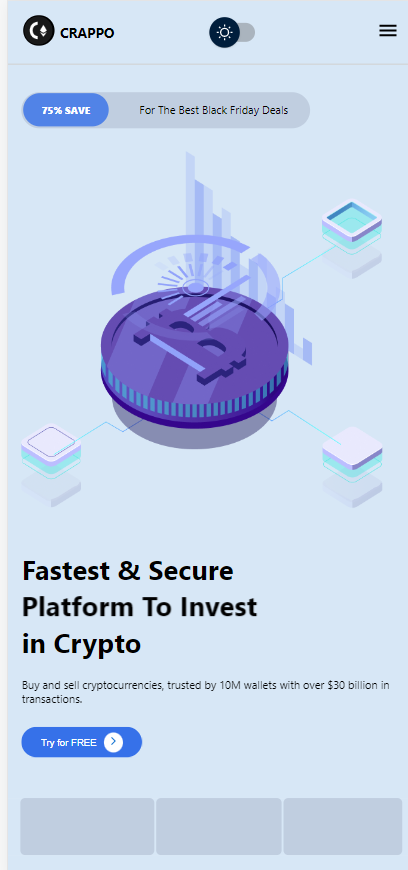 CRAPPO
75% SAVE
For The Best Black Friday Deals
Fastest & Secure
Platform To Invest
in Crypto
Buy and sell cryptocurrencies, trusted by 10M wallets with over $30 billion in
transactions.
Try for FREE